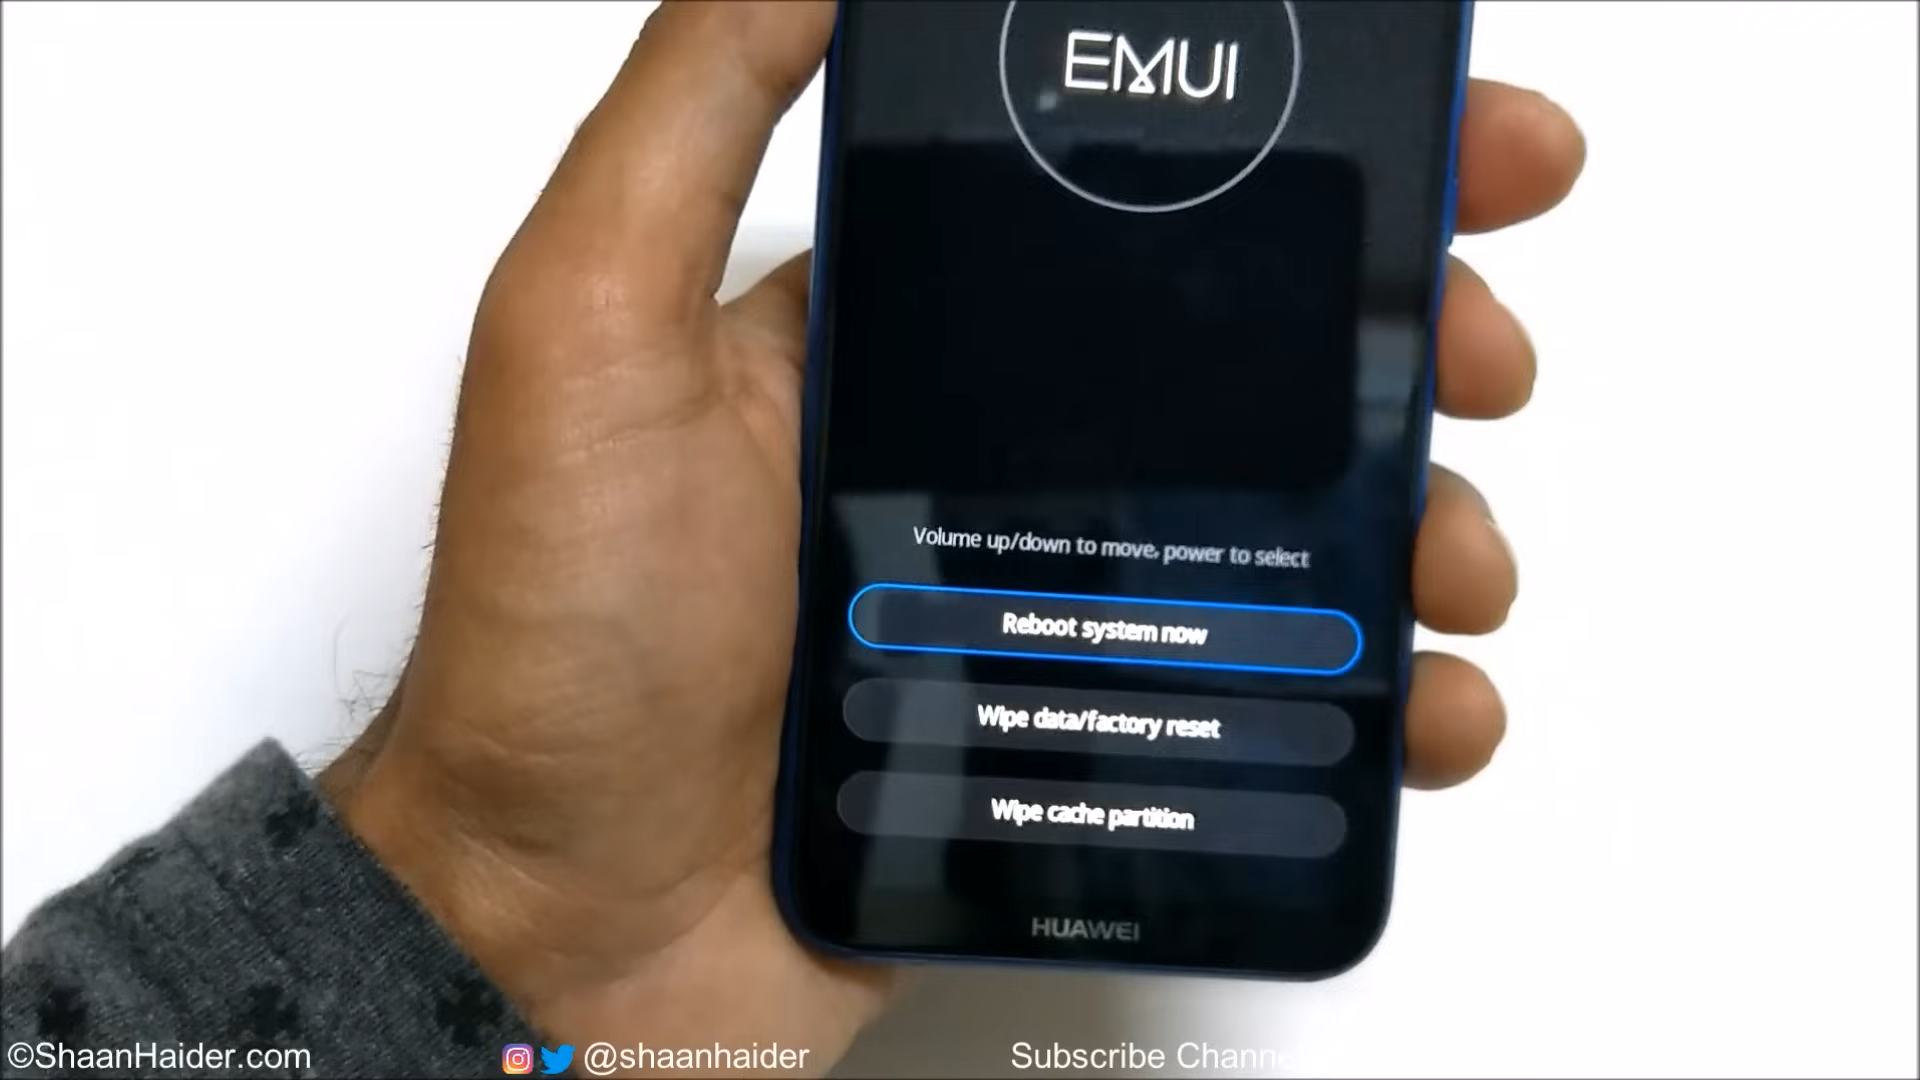 EMUI
Volume up/down to move, power to select
Reboot system now
Wipe data/factory reset
Wipe cache partition
HUAWEI
©ShaanHaider.com
@shaanhaider
Subscribe